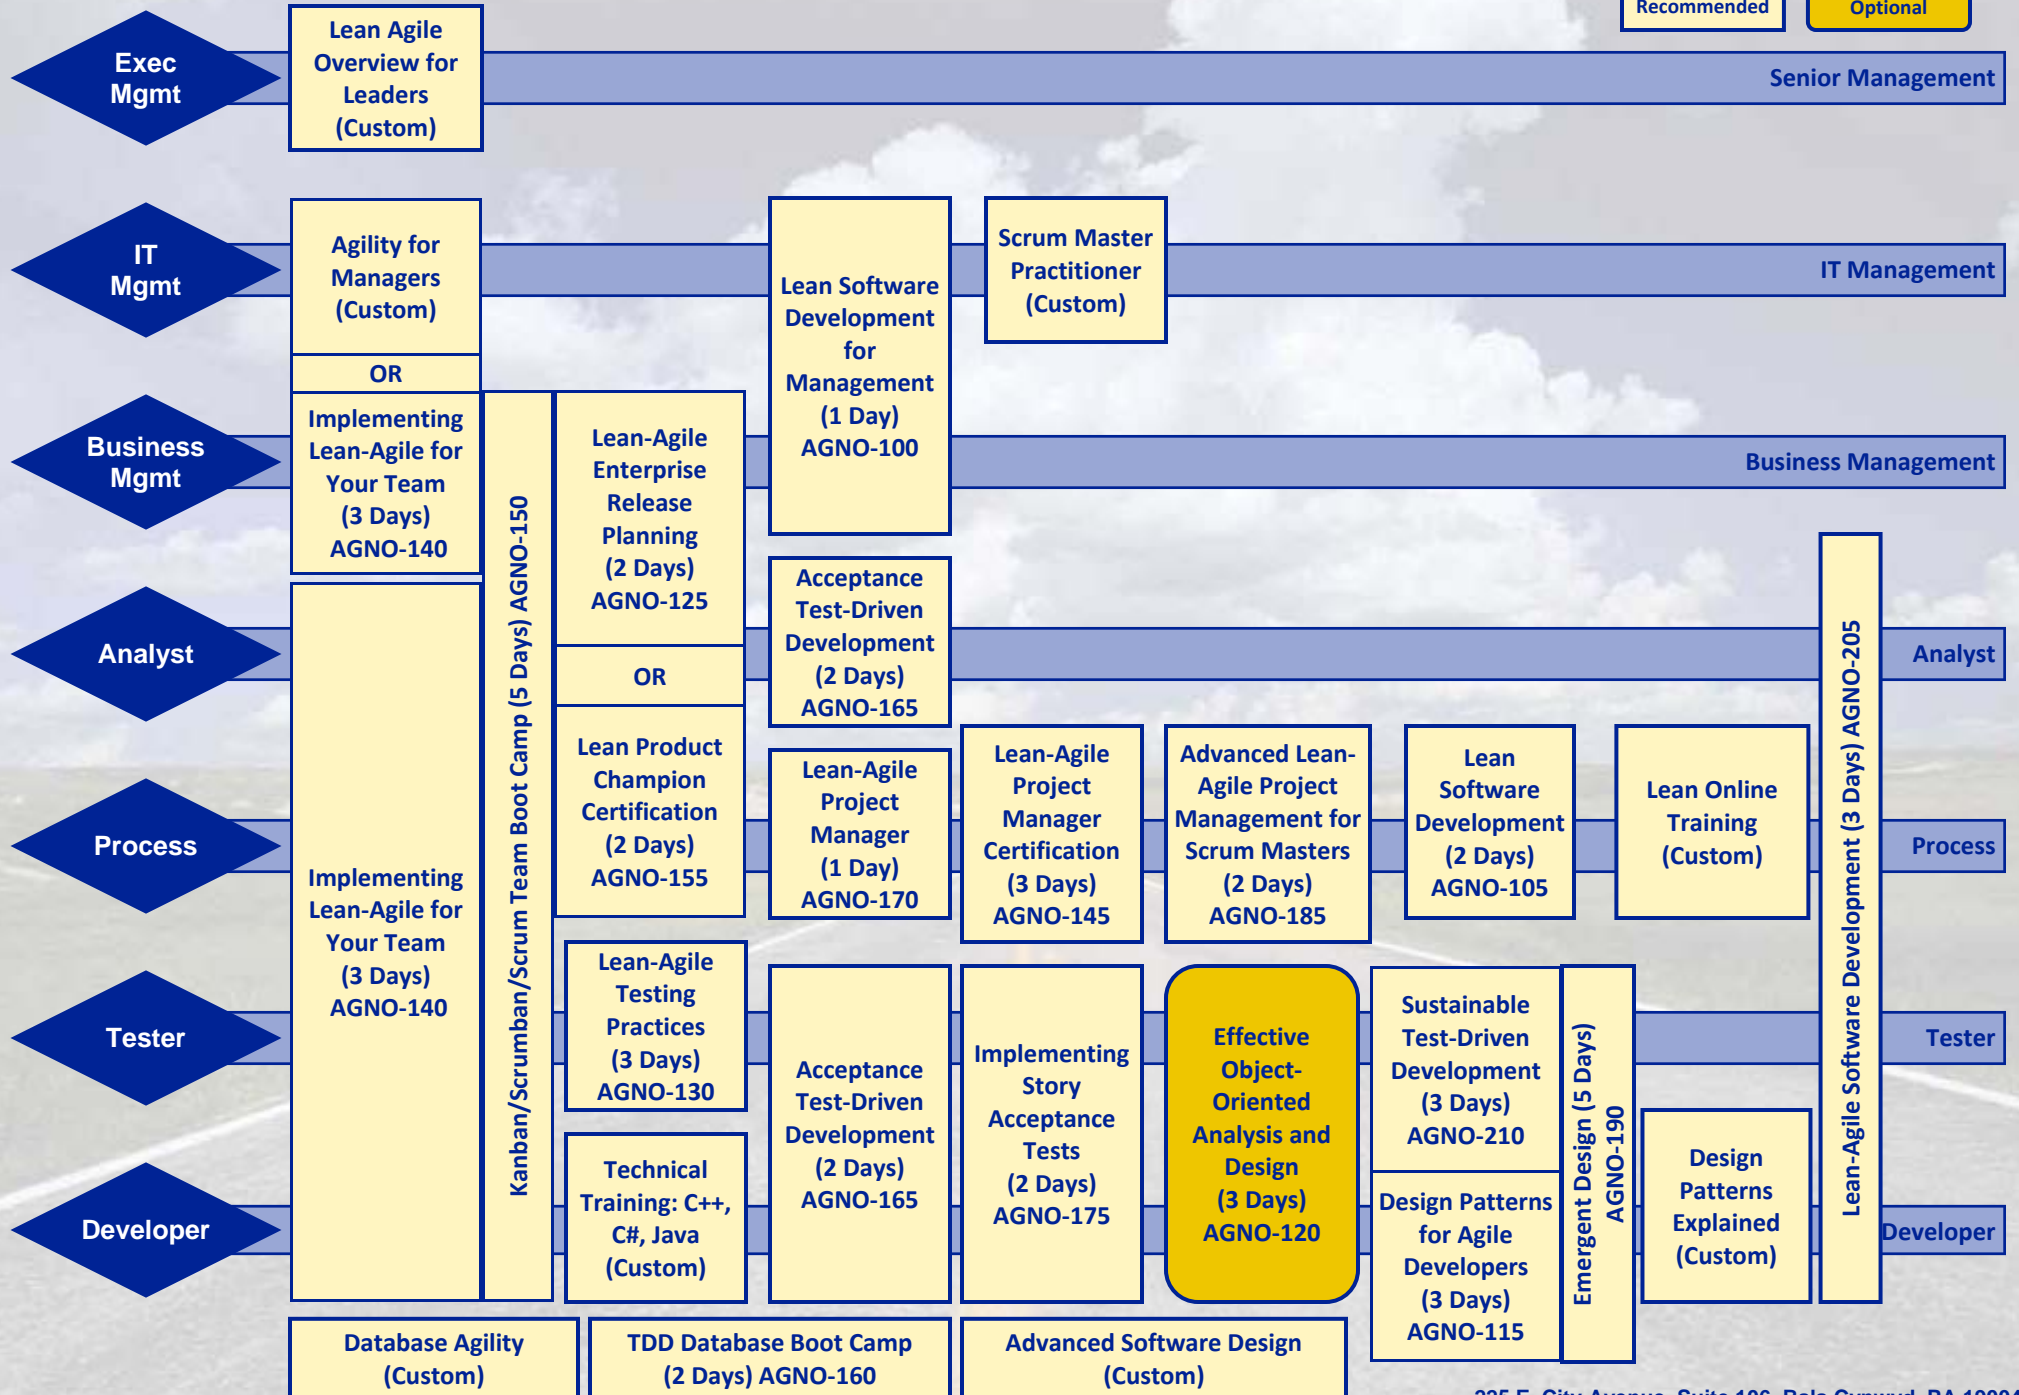 Recommended
Optional
Exec
Mgmt
Lean Agile
Overview for
Leaders
(Custom)
Senior Management
IT
Mgmt
Agility for
Managers
(Custom)
OR
Lean Software
Development
for
Management
(1 Day)
AGNO-100
Scrum Master
Practitioner
(Custom)
IT Management
Business
Mgmt
Implementing
Lean-Agile for
Your Team
(3 Days)
AGNO-140
Kanban/Scrumban/Scrum Team Boot Camp (5 Days) AGNO-150
Lean-Agile
Enterprise
Release
Planning
(2 Days)
AGNO-125
OR
Business Management
Analyst
Implementing
Lean-Agile for
Your Team
(3 Days)
AGNO-140
Acceptance
Test-Driven
Development
(2 Days)
AGNO-165
Lean-Agile Software Development (3 Days) AGNO-205
Analyst
Process
Lean Product
Champion
Certification
(2 Days)
AGNO-155
Lean-Agile
Project
Manager
(1 Day)
AGNO-170
Lean-Agile
Project
Manager
Certification
(3 Days)
AGNO-145
Advanced Lean-
Agile Project
Management for
Scrum Masters
(2 Days)
AGNO-185
Lean
Software
Development
(2 Days)
AGNO-105
Lean Online
Training
(Custom)
Process
Tester
Lean-Agile
Testing
Practices
(3 Days)
AGNO-130
Acceptance
Test-Driven
Development
(2 Days)
AGNO-165
Implementing
Story
Acceptance
Tests
(2 Days)
AGNO-175
Effective
Object-
Oriented
Analysis and
Design
(3 Days)
AGNO-120
Sustainable
Test-Driven
Development
(3 Days)
AGNO-210
Emergent Design (5 Days)
AGNO-190
Tester
Developer
Technical
Training: C++,
C#, Java
(Custom)
Design Patterns
for Agile
Developers
(3 Days)
AGNO-115
Design
Patterns
Explained
(Custom)
Developer
Database Agility
(Custom)
TDD Database Boot Camp
(2 Days) AGNO-160
Advanced Software Design
(Custom)
225 E. City Avenue, Suite 106, Bala Cynwyd, PA 19004